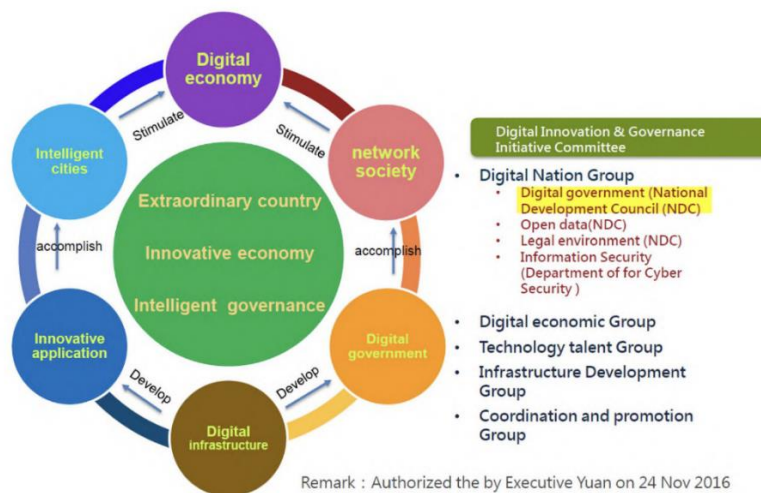 Digital
economy
Stimulate
Stimulate
Intelligent
cities
network
society
Extraordinary country
Innovative economy
Intelligent governance
accomplish
accomplish
Innovative
application
Digital
government
Develop
Develop
Digital
infrastructure
Digital Innovation & Governance
Initiative Committee
• Digital Nation Group
• Digital government (National
Development Council (NDC)
• Open data(NDC)
• Legal environment (NDC)
• Information Security
(Department of for Cyber
Security )
• Digital economic Group
• Technology talent Group
• Infrastructure Development
Group
• Coordination and promotion
Group
Remark : Authorized the by Executive Yuan on 24 Nov 2016